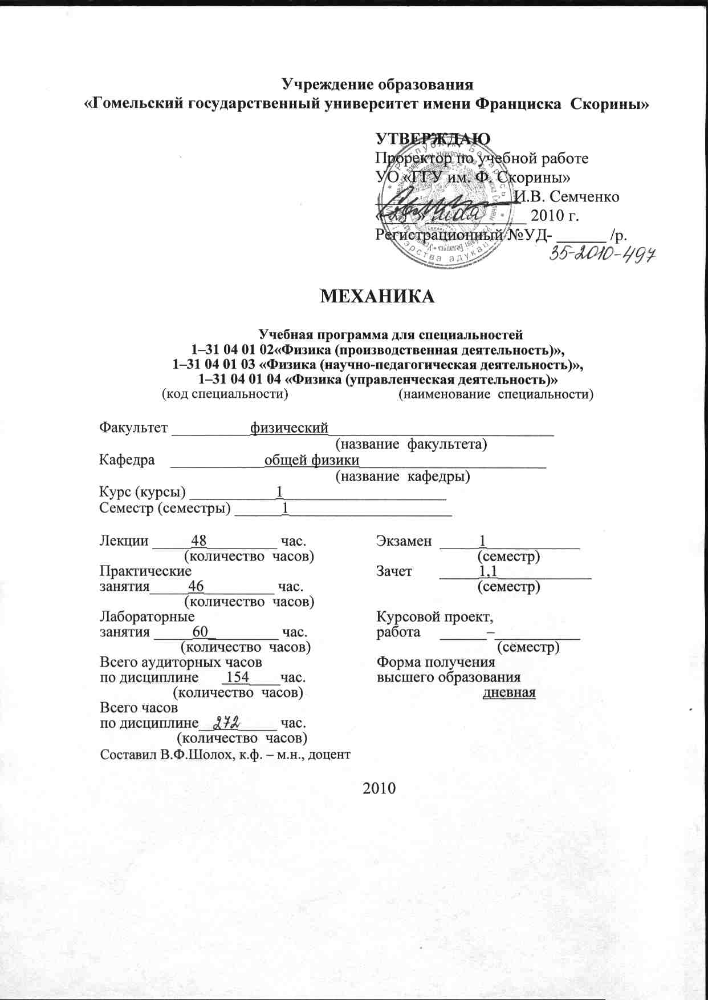 Учреждение образования
«Гомельский государственный университет имени Франциска Скорины»
УТВЕРЖДАЮ
Проректор по учебной работе
УО «ГГУ им. Ф. Скорины»
________________И.В. Семченко
« 28 » мая 2010 г.
Регистрационный №УД- ______ /р.
35-2010-497
МЕХАНИКА
Учебная программа для специальностей
1–31 04 01 02«Физика (производственная деятельность)»,
1–31 04 01 03 «Физика (научно-педагогическая деятельность)»,
1–31 04 01 04 «Физика (управленческая деятельность)»
(код специальности) (наименование специальности)
Факультет __________физический____________________________
(название факультета)
Кафедра ____________общей физики________________________
(название кафедры)
Курс (курсы) ___________1_____________________
Семестр (семестры) ______1_____________________
Лекции _____48_________ час. Экзамен _____1____________
(количество часов) (семестр)
Практические Зачет _____1,1____________
занятия_____46_________ час. (семестр)
(количество часов)
Лабораторные Курсовой проект,
занятия _____60_________ час. работа ______–___________
(количество часов) (семестр)
Всего аудиторных часов Форма получения
по дисциплине 154____час. высшего образования
(количество часов) дневная
Всего часов
по дисциплине__272_____ час.
(количество часов)
Составил В.Ф.Шолох, к.ф. – м.н., доцент
2010